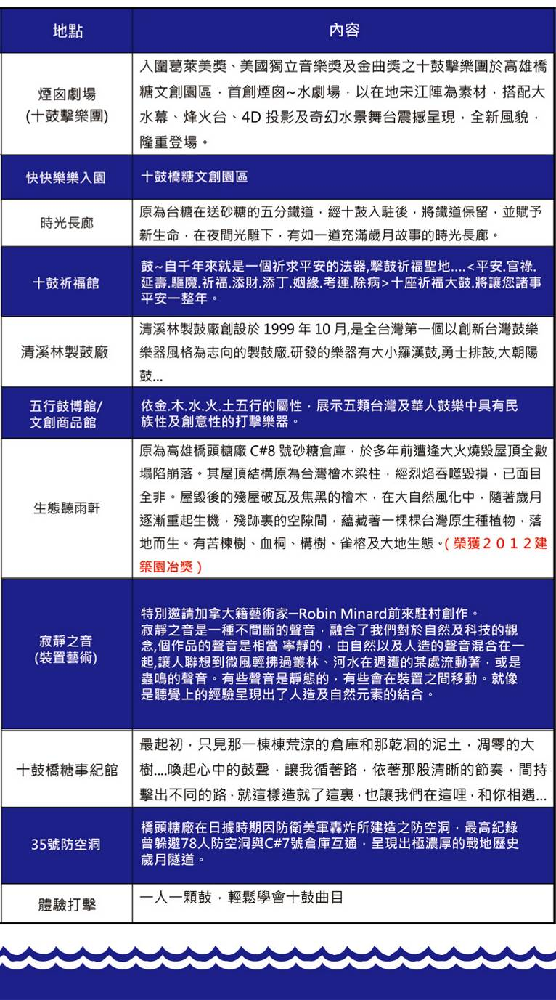 地點
內容
煙囪劇場
(十鼓擊樂團)
入圍葛萊美獎、美國獨立音樂獎及金曲獎之十鼓擊樂團於高雄橋
糖文創園區，首創煙囪~水劇場，以在地宋江陣為素材，搭配大
水幕、烽火台、4D 投影及奇幻水景舞台震撼呈現，全新風貌，
隆重登場。
快快樂樂入園
十鼓橋糖文創園區
時光長廊
原為台糖在送砂糖的五分鐵道，經十鼓入駐後，將鐵道保留，並賦予
新生命，在夜間光雕下，有如一道充滿歲月故事的時光長廊。
十鼓祈福館
鼓~自千年來就是一個祈求平安的法器,擊鼓祈福聖地....<平安.官祿.
延壽.驅魔.祈福.添財.添丁.姻緣.考運.除病>十座祈福大鼓.將讓您諸事
平安一整年。
清溪林製鼓廠
清溪林製鼓廠創設於 1999 年 10 月,是全台灣第一個以創新台灣鼓樂
樂器風格為志向的製鼓廠.研發的樂器有大小羅漢鼓,勇士排鼓,大朝陽
鼓...
五行鼓博館/
文創商品館
依金.木.水.火.土五行的屬性，展示五類台灣及華人鼓樂中具有民
族性及創意性的打擊樂器。
生態聽雨軒
原為高雄橋頭糖廠 C#8 號砂糖倉庫，於多年前遭逢大火燒毀屋頂全數
塌陷崩落。其屋頂結構原為台灣檜木梁柱，經烈焰吞噬毀損，已面目
全非。屋毀後的殘屋破瓦及焦黑的檜木，在大自然風化中，隨著歲月
逐漸重起生機，殘跡裏的空隙間，蘊藏著一棵棵台灣原生種植物，落
地而生。有苦楝樹、血桐、構樹、雀榕及大地生態。( 榮獲２０１２建
築園冶獎 )
寂靜之音
(裝置藝術)
特別邀請加拿大籍藝術家─Robin Minard前來駐村創作。
寂靜之音是一種不間斷的聲音，融合了我們對於自然及科技的觀
念,個作品的聲音是相當 寧靜的，由自然以及人造的聲音混合在一
起,讓人聯想到微風輕拂過叢林、河水在週遭的某處流動著，或是
蟲鳴的聲音。有些聲音是靜態的，有些會在裝置之間移動。就像
是聽覺上的經驗呈現出了人造及自然元素的結合。
十鼓橋糖事紀館
最起初，只見那一棟棟荒涼的倉庫和那乾涸的泥土，凋零的大
樹....喚起心中的鼓聲，讓我循著路，依著那股清晰的節奏，間持
擊出不同的路，就這樣造就了這裏，也讓我們在這哩，和你相遇...
35號防空洞
橋頭糖廠在日據時期因防衛美軍轟炸所建造之防空洞，最高紀錄
曾躲避78人防空洞與C#7號倉庫互通，呈現出極濃厚的戰地歷史
歲月隧道。
體驗打擊
一人一顆鼓，輕鬆學會十鼓曲目